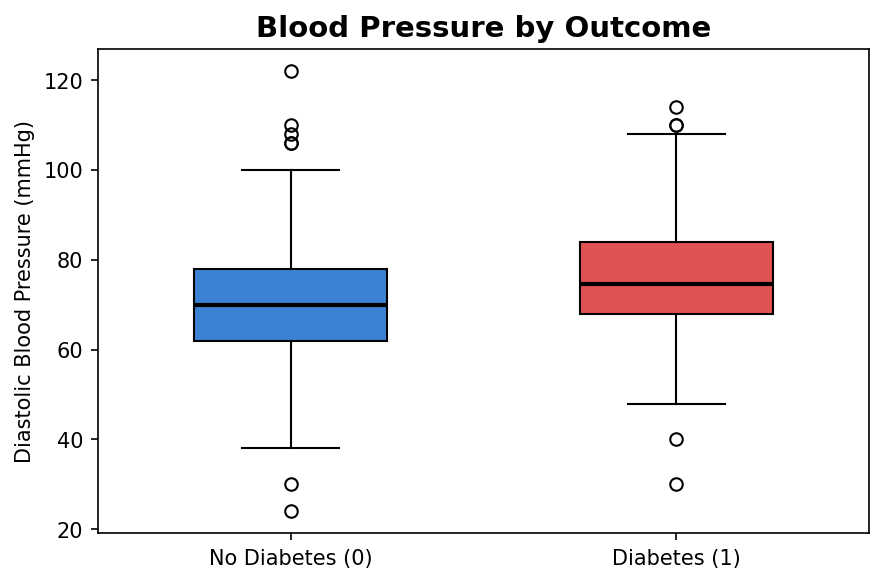 Blood Pressure by Outcome
Diastolic Blood Pressure (mmHg)
120
100
80
60
40
20
No Diabetes (0)
Diabetes (1)